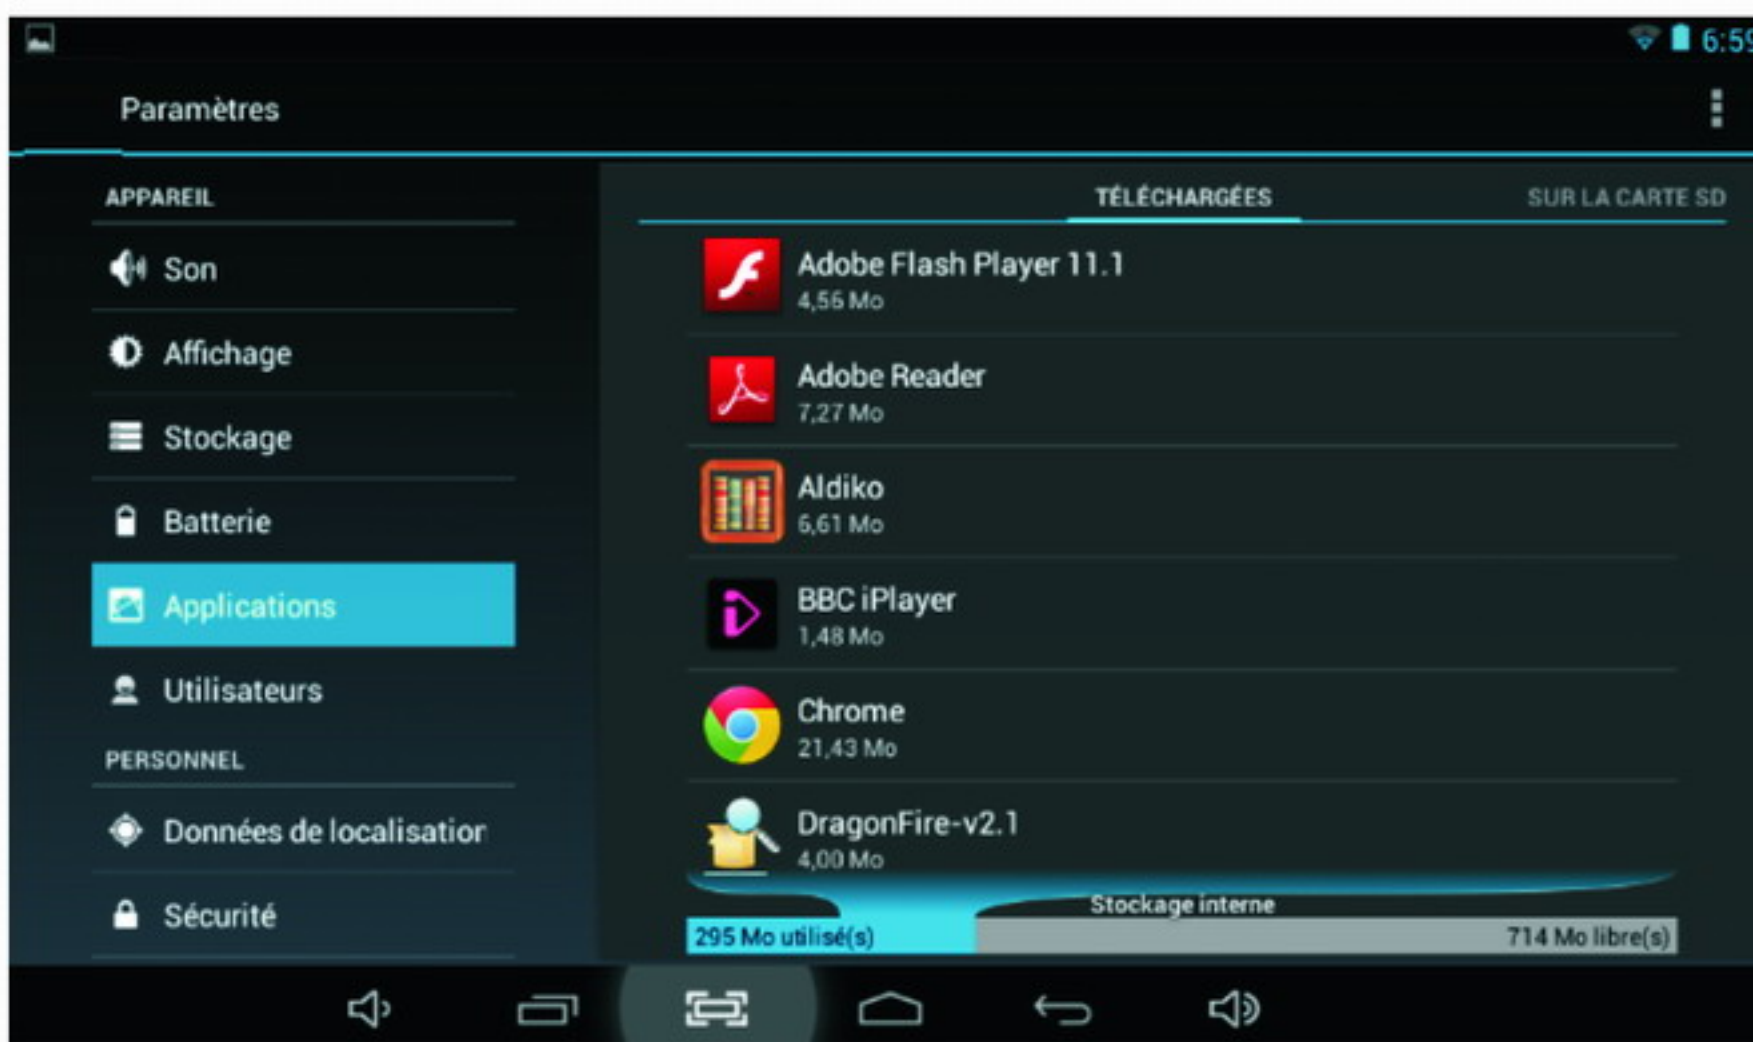 6:59
Paramètres
APPAREIL
Son
Affichage
Stockage
Batterie
Applications
Utilisateurs
PERSONNEL
Données de localisation
Sécurité
TÉLÉCHARGÉES
SUR LA CARTE SD
Adobe Flash Player 11.1
4,56 Mo
Adobe Reader
7,27 Mo
Aldiko
6,61 Mo
BBC iPlayer
1,48 Mo
Chrome
21,43 Mo
DragonFire-v2.1
4,00 Mo
Stockage interne
295 Mo utilisé(s)
714 Mo libre(s)